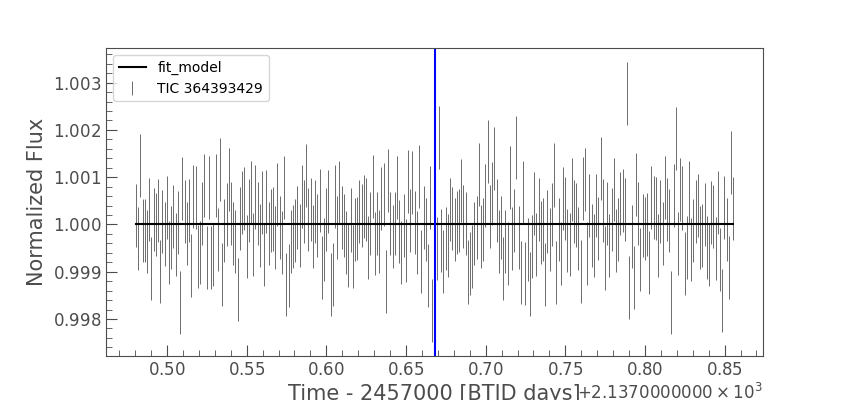 fit_model
TIC 364393429
1.003
1.002
1.001
1.000
0.999
0.998
Normalized Flux
0.50 0.55 0.60 0.65 0.70 0.75 0.80 0.85
Time - 2457000 [BTJD days]
+2.1370000000 × 10³